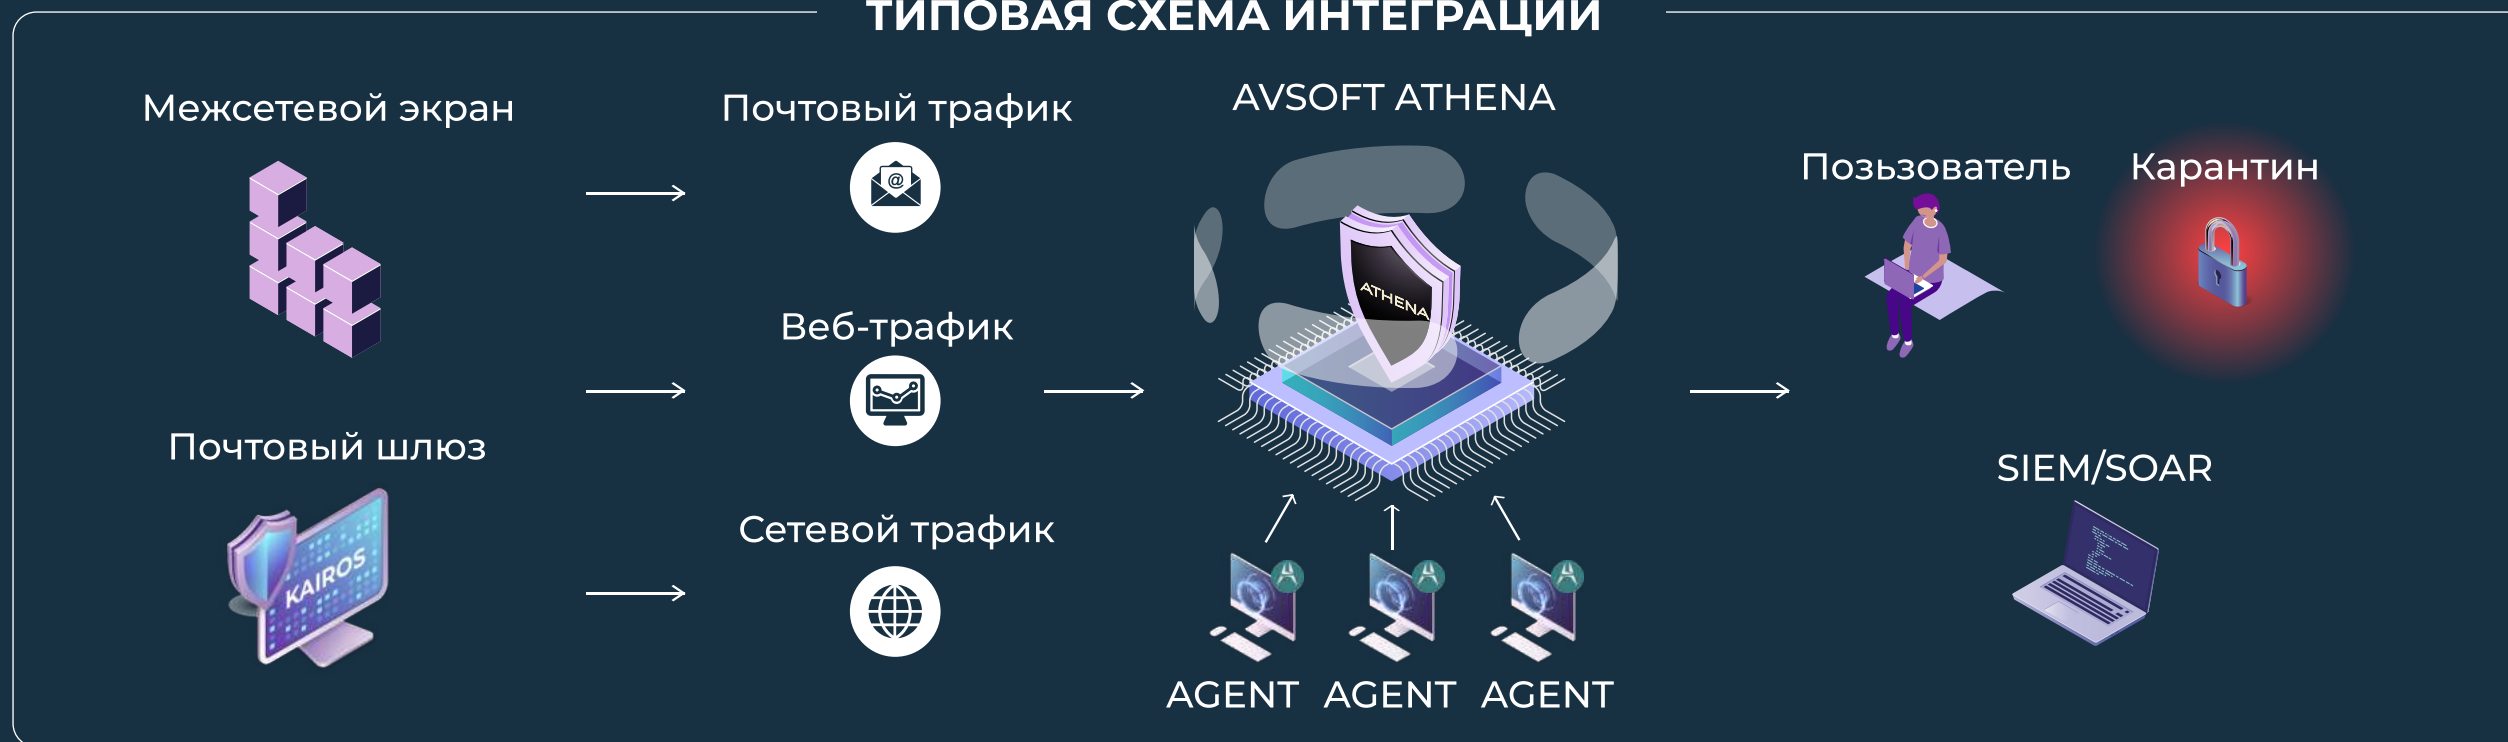 ТИПОВАЯ СХЕМА ИНТЕГРАЦИИ
Межсетевой экран
Почтовый шлюз
KAIROS
Почтовый трафик
@
Веб-трафик
Сетевой трафик
AVSOFT ATHENA
ATHENA
AGENT AGENT AGENT
Позьзователь
Карантин
SIEM/SOAR